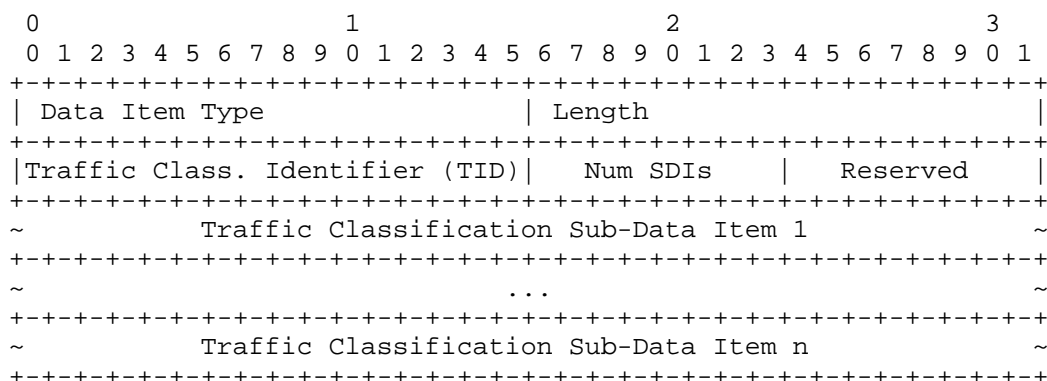 0                   1                   2                   3
 0 1 2 3 4 5 6 7 8 9 0 1 2 3 4 5 6 7 8 9 0 1 2 3 4 5 6 7 8 9 0 1
+-+-+-+-+-+-+-+-+-+-+-+-+-+-+-+-+-+-+-+-+-+-+-+-+-+-+-+-+-+-+-+-+
| Data Item Type                | Length                        |
+-+-+-+-+-+-+-+-+-+-+-+-+-+-+-+-+-+-+-+-+-+-+-+-+-+-+-+-+-+-+-+-+
|Traffic Class. Identifier (TID)|   Num SDIs    |   Reserved    |
+-+-+-+-+-+-+-+-+-+-+-+-+-+-+-+-+-+-+-+-+-+-+-+-+-+-+-+-+-+-+-+-+
~           Traffic Classification Sub-Data Item 1              ~
+-+-+-+-+-+-+-+-+-+-+-+-+-+-+-+-+-+-+-+-+-+-+-+-+-+-+-+-+-+-+-+-+
~                              ...                              ~
+-+-+-+-+-+-+-+-+-+-+-+-+-+-+-+-+-+-+-+-+-+-+-+-+-+-+-+-+-+-+-+-+
~           Traffic Classification Sub-Data Item n              ~
+-+-+-+-+-+-+-+-+-+-+-+-+-+-+-+-+-+-+-+-+-+-+-+-+-+-+-+-+-+-+-+-+